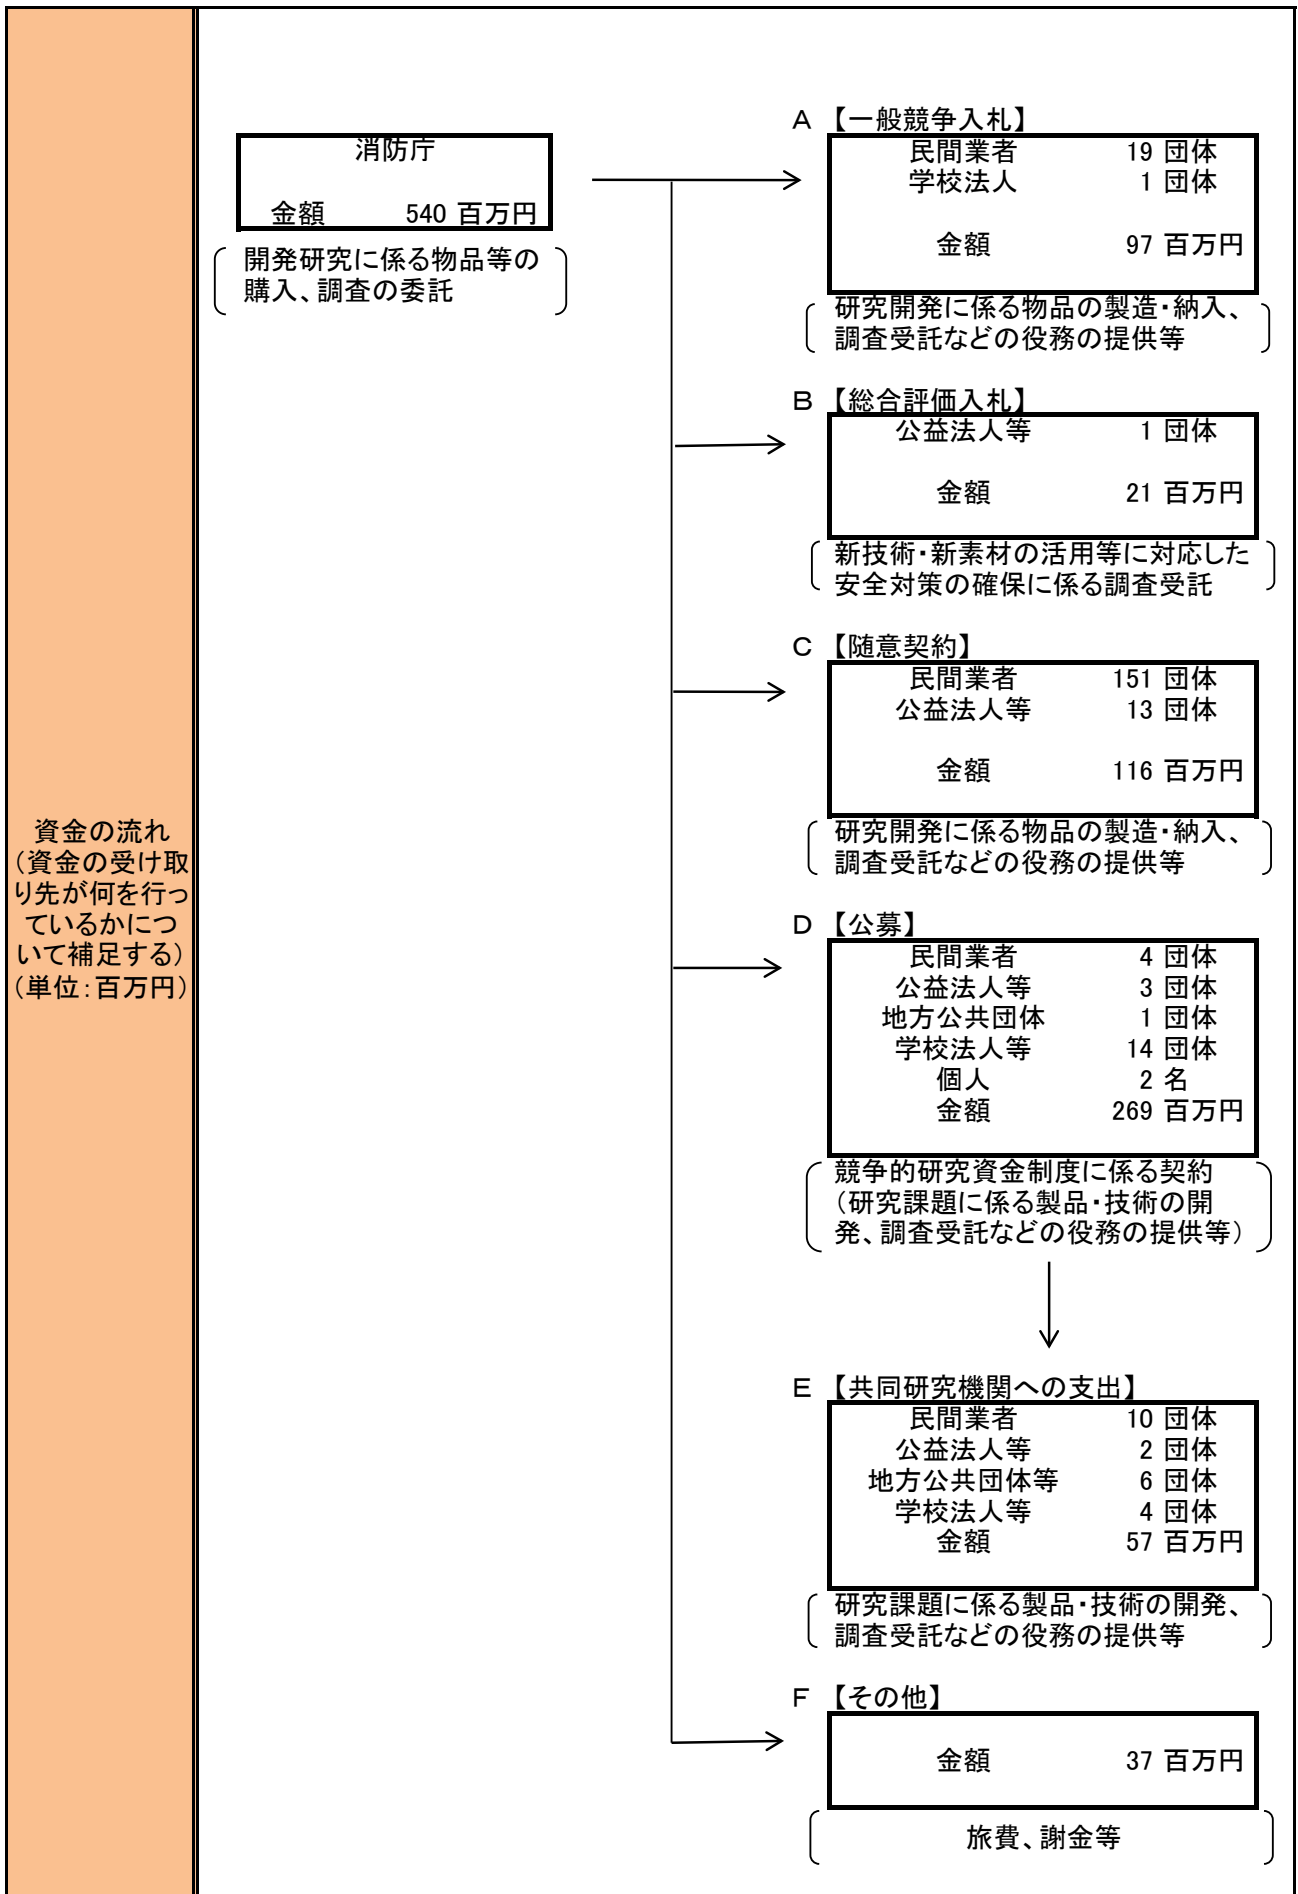 資金の流れ
（資金の受け取
り先が何を行っ
ているかにつ
いて補足する）
（単位：百万円）
消防庁
金額 540 百万円
開発研究に係る物品等の
購入、調査の委託
A 【一般競争入札】
民間業者 19 団体
学校法人 1 団体
金額 97 百万円
研究開発に係る物品の製造・納入、
調査受託などの役務の提供等
B 【総合評価入札】
公益法人等 1 団体
金額 21 百万円
新技術・新素材の活用等に対応した
安全対策の確保に係る調査受託
C 【随意契約】
民間業者 151 団体
公益法人等 13 団体
金額 116 百万円
研究開発に係る物品の製造・納入、
調査受託などの役務の提供等
D 【公募】
民間業者 4 団体
公益法人等 3 団体
地方公共団体 1 団体
学校法人等 14 団体
個人 2 名
金額 269 百万円
競争的研究資金制度に係る契約
（研究課題に係る製品・技術の開
発、調査受託などの役務の提供等）
E 【共同研究機関への支出】
民間業者 10 団体
公益法人等 2 団体
地方公共団体等 6 団体
学校法人等 4 団体
金額 57 百万円
研究課題に係る製品・技術の開発、
調査受託などの役務の提供等
F 【その他】
金額 37 百万円
旅費、謝金等